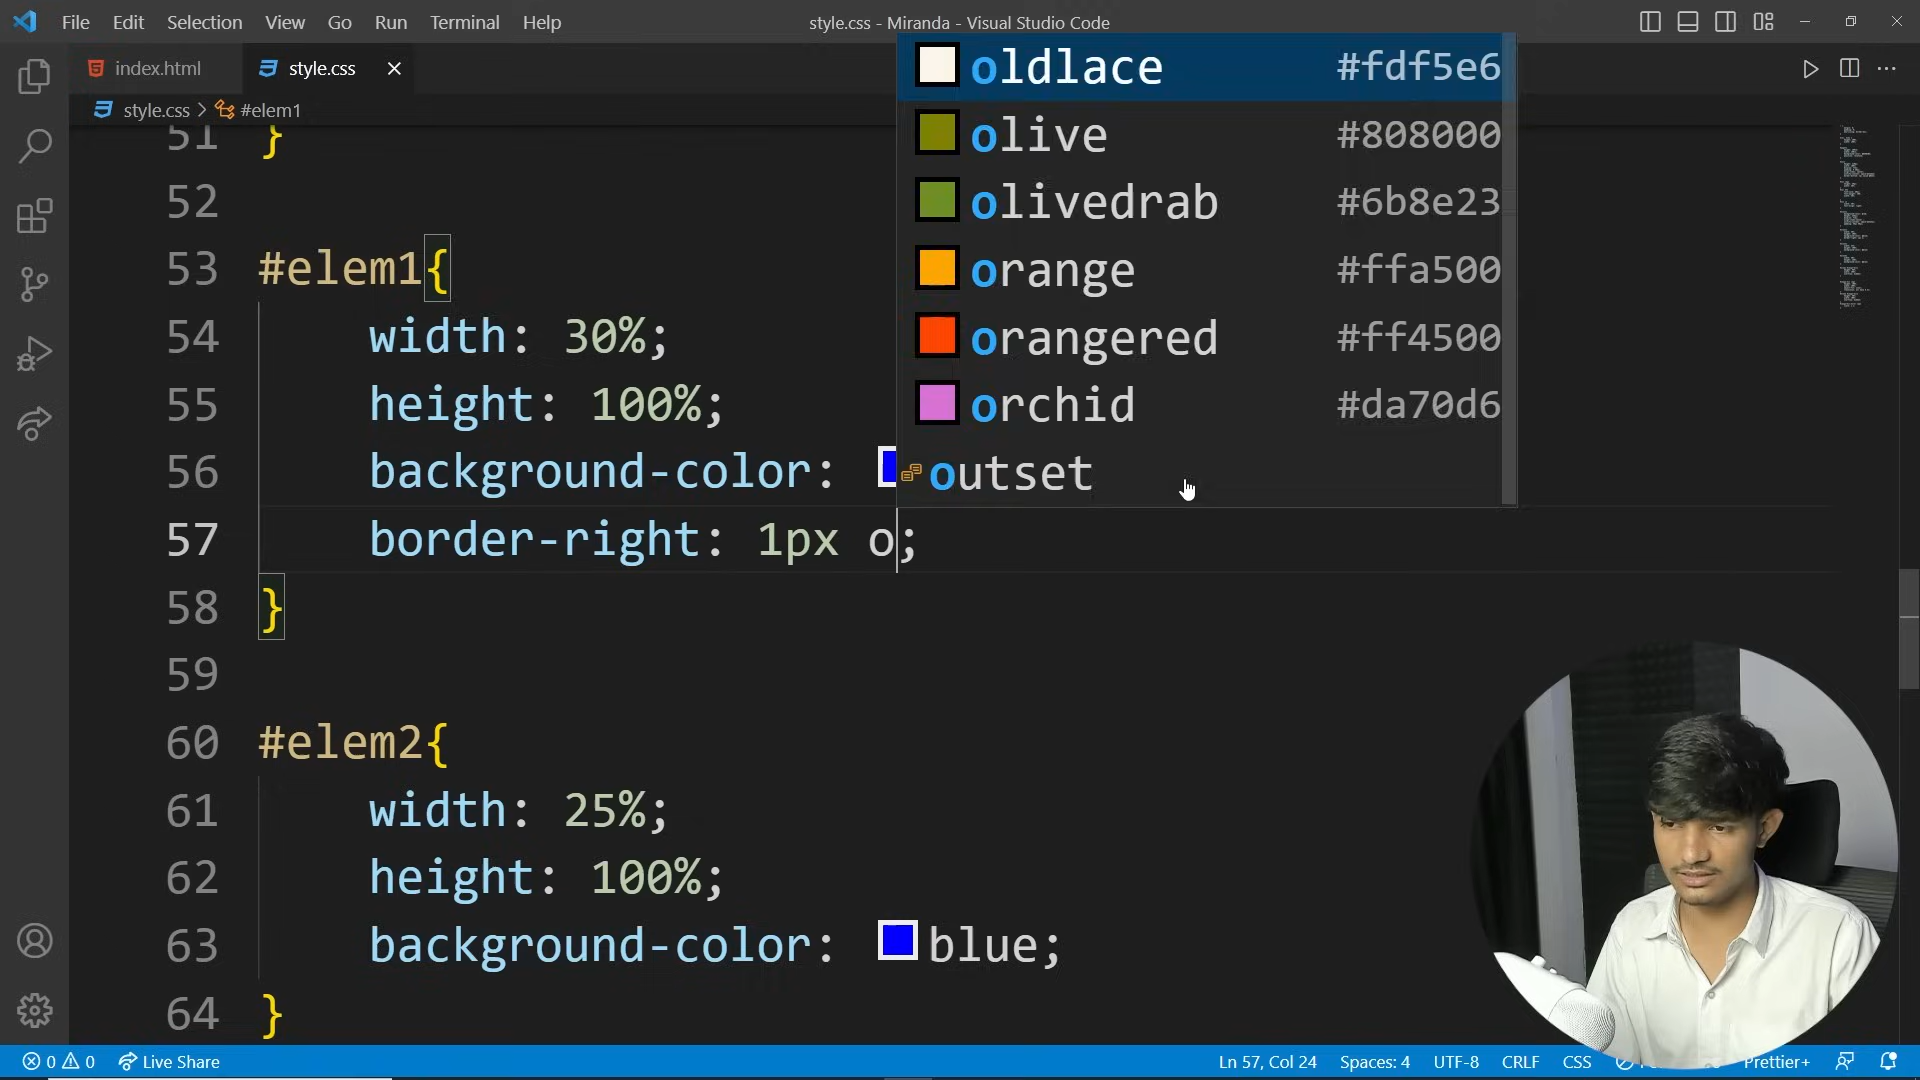 File Edit Selection View Go Run Terminal Help
style.css - Miranda - Visual Studio Code
index.html
style.css
style.css > #elem1
oldlace #fdf5e6
olive #808000
olivedrab #6b8e23
orange #ffa500
orangered #ff4500
orchid #da70d6
outset
51 }
52
53 #elem1{
54 width: 30%;
55 height: 100%;
56 background-color:
57 border-right: 1px o;
58 }
59
60 #elem2{
61 width: 25%;
62 height: 100%;
63 background-color: blue;
64 }
0 0 Live Share
Ln 57, Col 24 Spaces: 4 UTF-8 CRLF CSS Prettier+